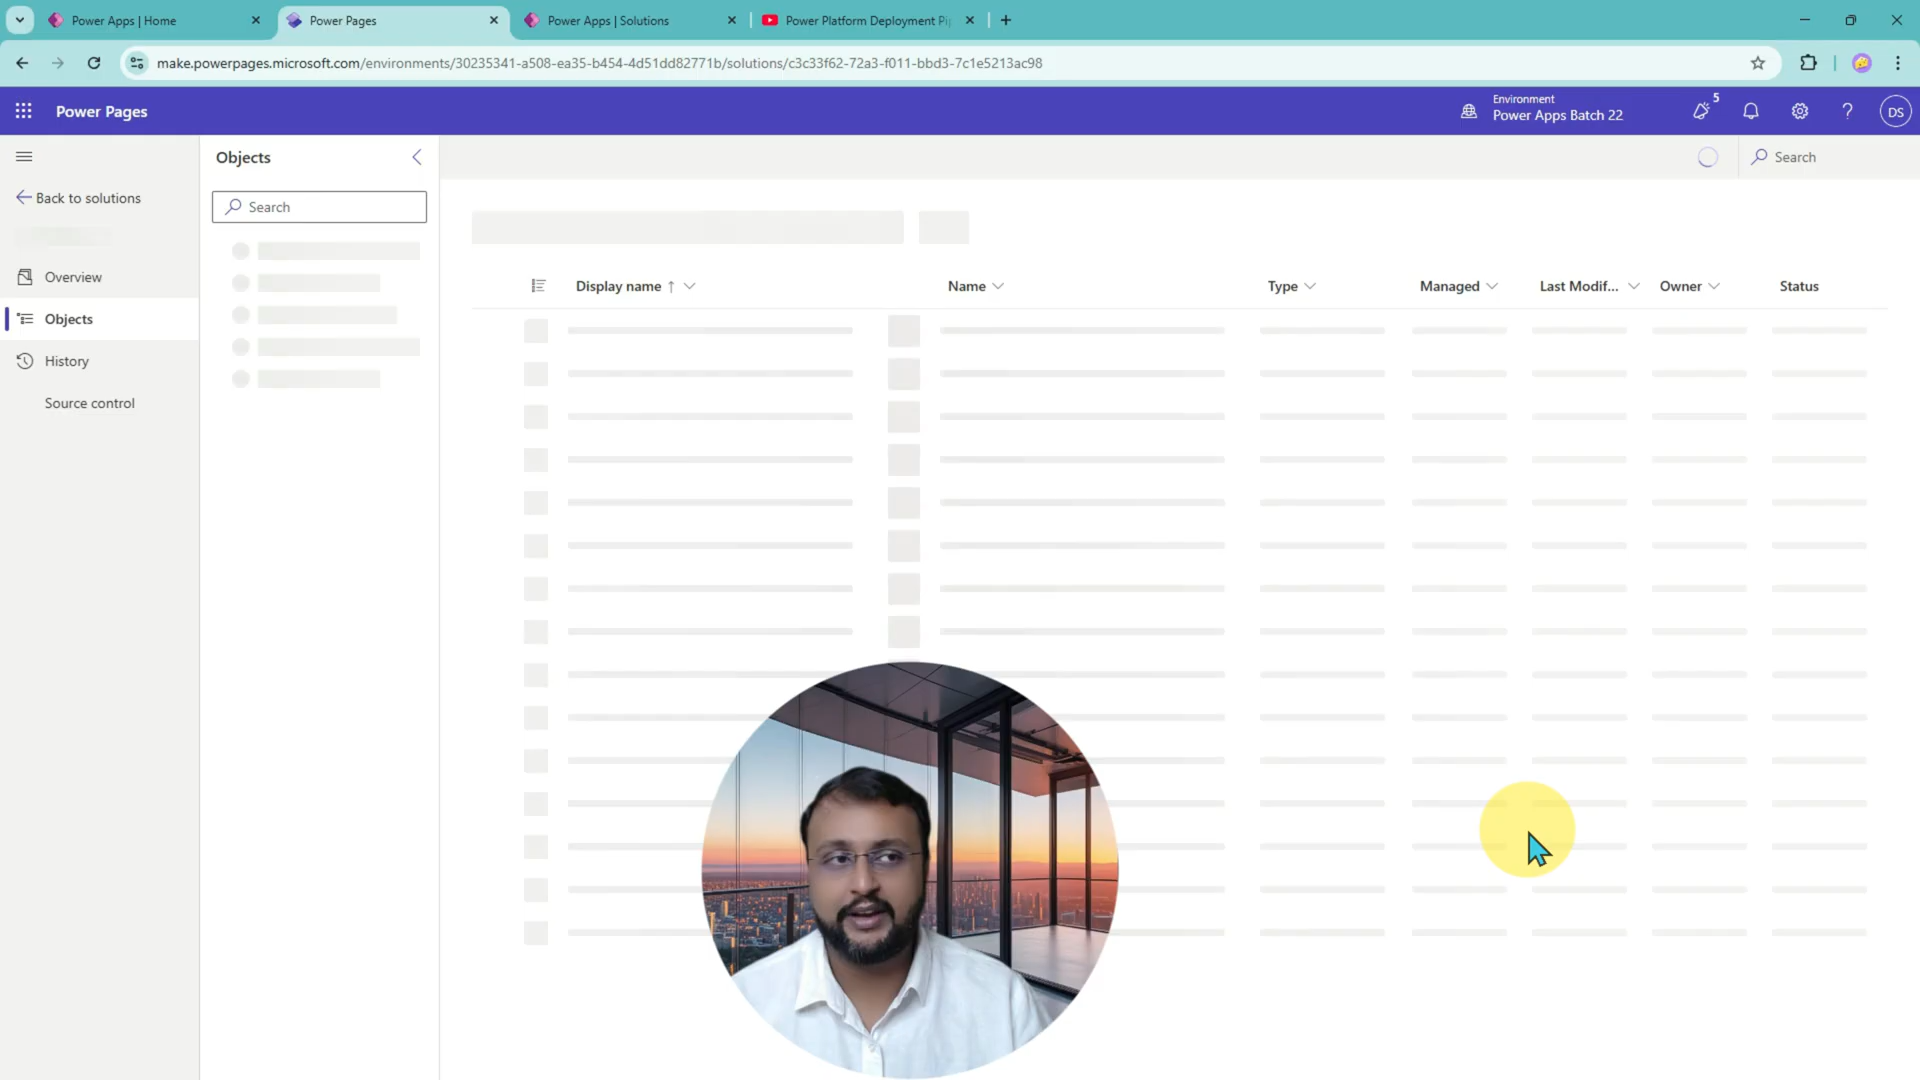 Power Apps | Home
Power Pages
Power Apps | Solutions
Power Platform Deployment Pi
make.powerpages.microsoft.com/environments/30235341-a508-ea35-b454-4d51dd82771b/solutions/c3c33f62-72a3-f011-bbd3-7c1e5213ac98
Power Pages
Environment
Power Apps Batch 22
5
DS
Objects
Search
Back to solutions
Search
Overview
Objects
History
Source control
Display name
Name
Type
Managed
Last Modif...
Owner
Status